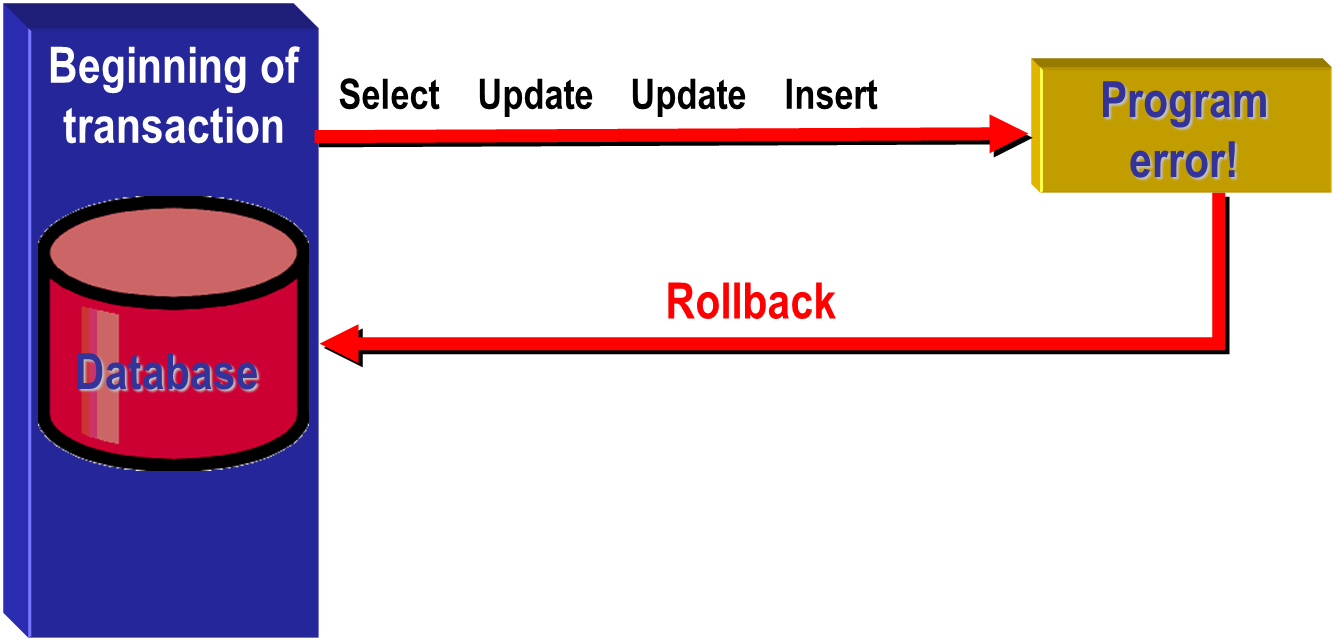 Beginning of
transaction
Select Update Update Insert
Program
error!
Rollback
Database